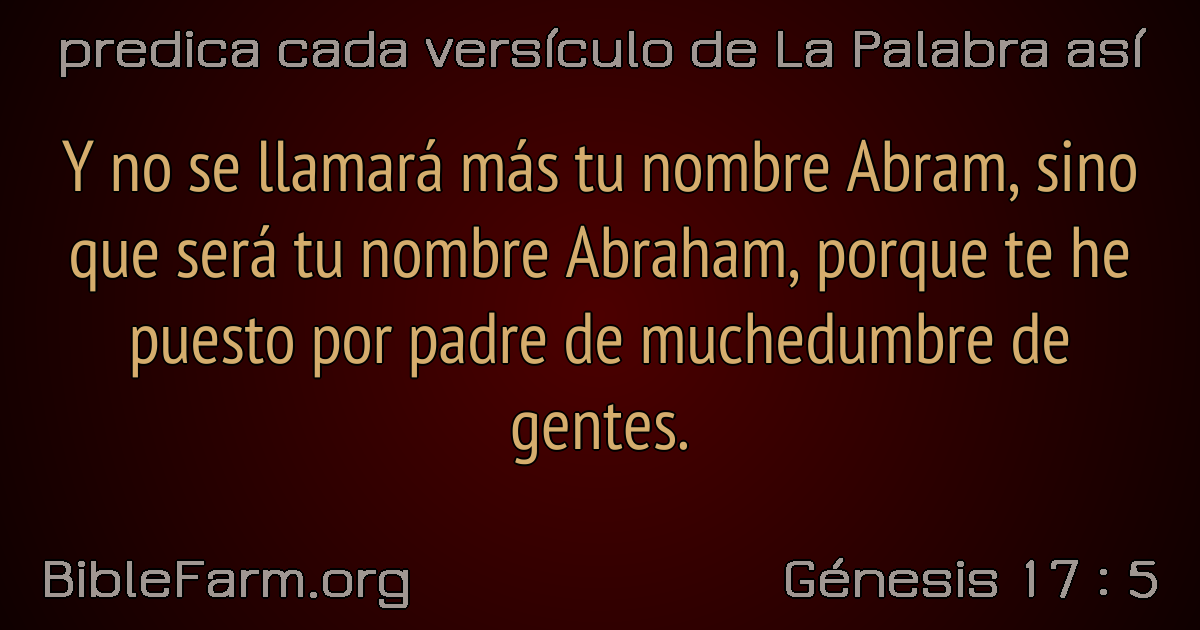 predica cada versículo de La Palabra así
Y no se llamará más tu nombre Abram, sino
que será tu nombre Abraham, porque te he
puesto por padre de muchedumbre de
gentes.
BibleFarm.org
Génesis 17 : 5